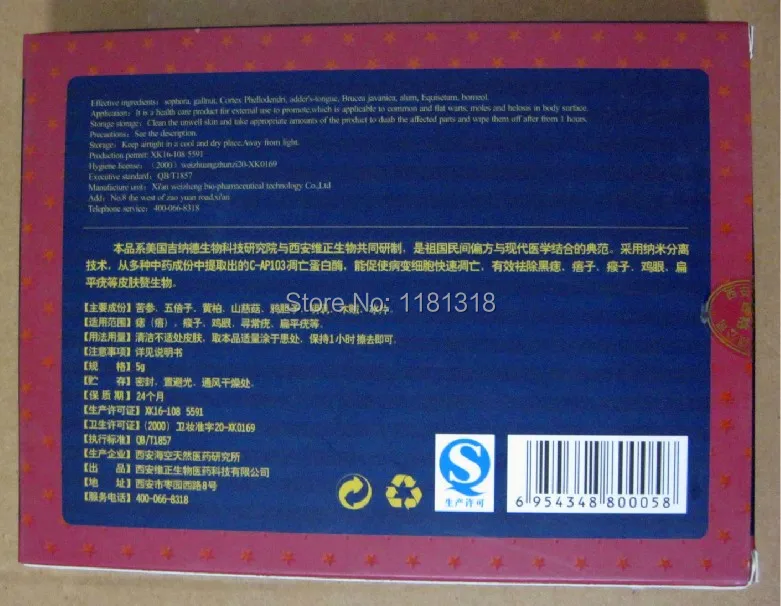 Effective ingredients: sophora, gallnut, Cortex Phellodendri, adder's-tongue, Brucea javanica, alum, Equisetum, borneol.
Application: It is a health care product for external use to promote,which is applicable to common and flat warts, moles and helosis in body surface.
Storage storage: Clean the unwell skin and take appropriate amounts of the product to daub the affected parts and wipe them off after from 1 hours.
Precautions: See the description.
Storage: Keep airtight in a cool and dry place.Away from light.
Production permit: XK16-108 5591
Hygiene license: (2000) weizhuangzhunzi20-XK0169
Executive standard: QB/T1857
Manufacture unit: Xi'an weizheng bio-pharmaceutical technology Co.,Ltd
Add: No.8 the west of zao yuan road,xi'an
Telephone service: 400-066-8318
本品系美国吉纳德生物科技研究院与西安维正生物共同研制，是祖国民间偏方与现代医学结合的典范。采用纳米分离
技术，从多种中药成份中提取出的C-AP103凋亡蛋白酶，能促使病变细胞快速凋亡，有效祛除黑痣、痦子、瘊子、鸡眼、扁
平疣等皮肤赘生物。
【主要成份】苦参、五倍子、黄柏、山慈菇、鸦胆子、
Store No: 1181318
【适用范围】痣（痦）、瘊子、鸡眼、寻常疣、扁平疣等。
【用法用量】清洁不适处皮肤，取本品适量涂于患处，保持1小时擦去即可。
【注意事项】详见说明书
【规 格】5g
【贮 存】密封，置避光、通风干燥处。
【保 质 期】24个月
【生产许可证】XK16-108 5591
【卫生许可证】(2000) 卫妆准字20-XK0169
【执行标准】QB/T1857
【生产企业】西安海空天然医药研究所
【出 品】西安维正生物医药科技有限公司
【地 址】西安市枣园西路8号
【服务电话】400-066-8318
生产许可
6 954348 800058